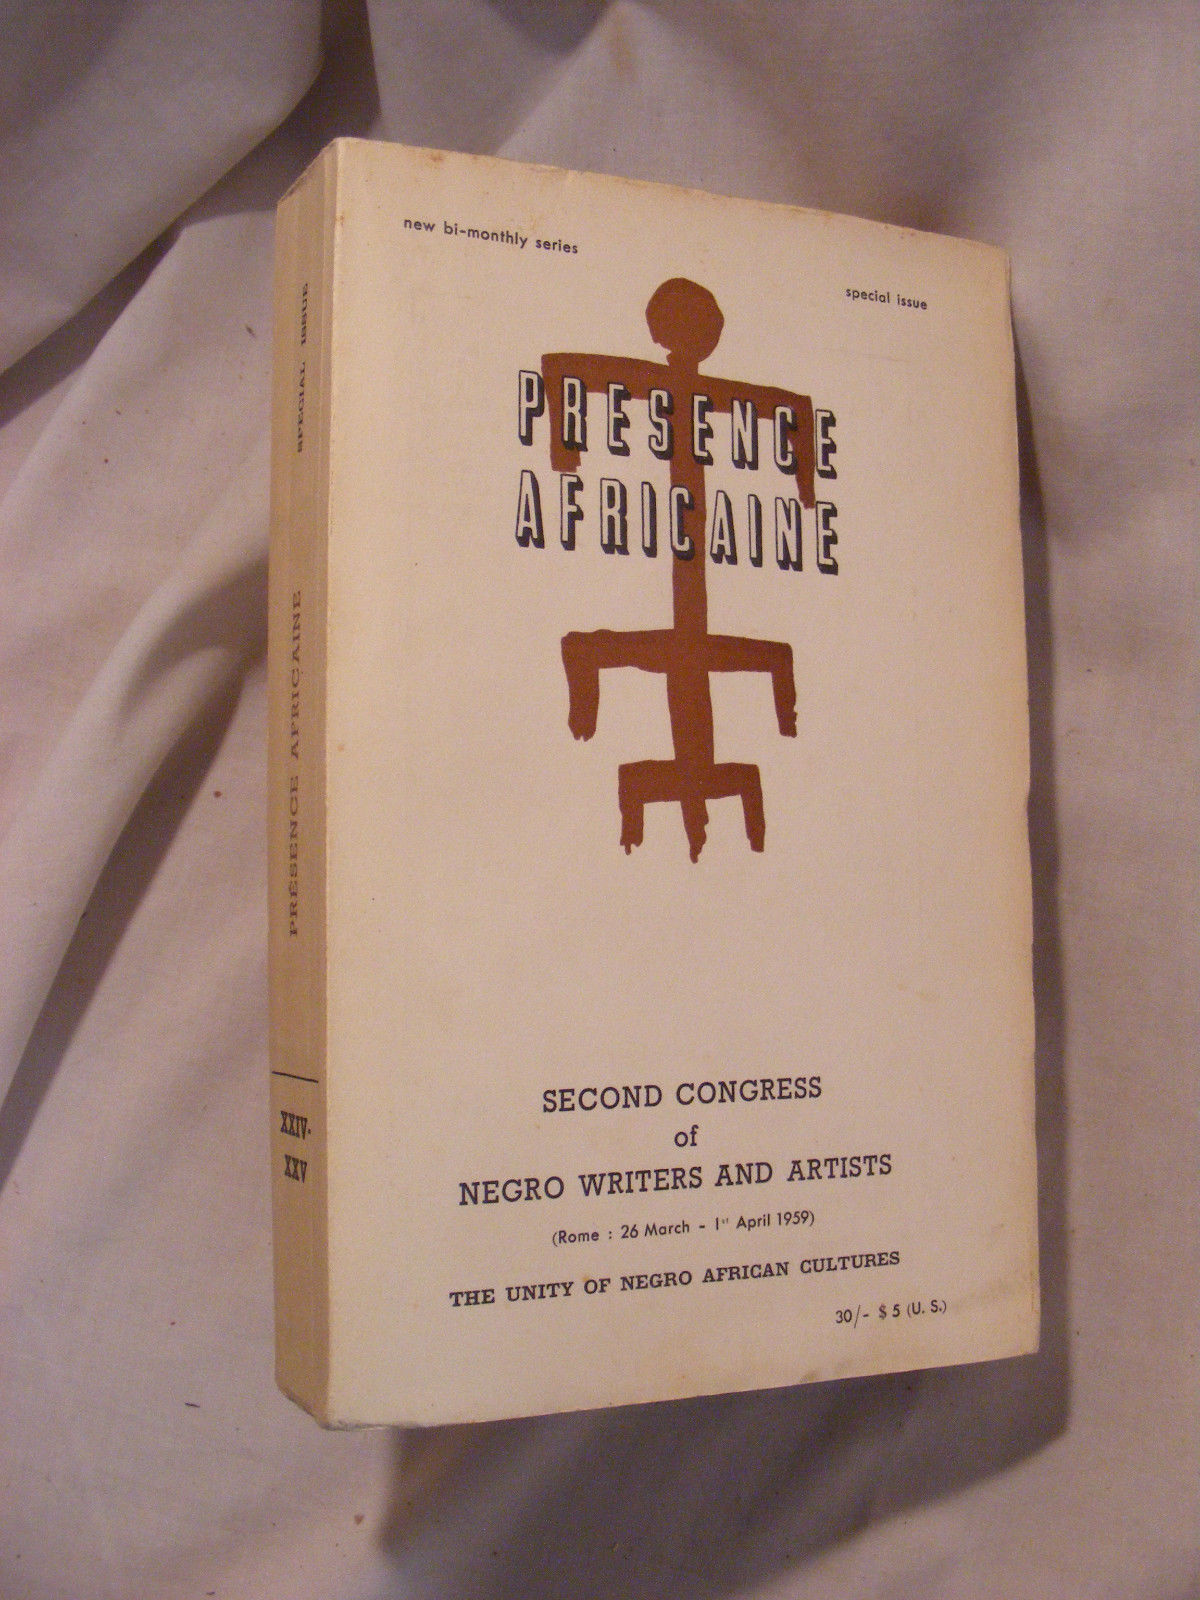 new bi-monthly series
special issue
PRESENCE
AFRICAINE
SECOND CONGRESS
of
NEGRO WRITERS AND ARTISTS
(Rome : 26 March - 1st April 1959)
THE UNITY OF NEGRO AFRICAN CULTURES
30/- $ 5 (U. S.)
SPECIAL ISSUE
PRÉSENCE AFRICAINE
XXIV-
XXV